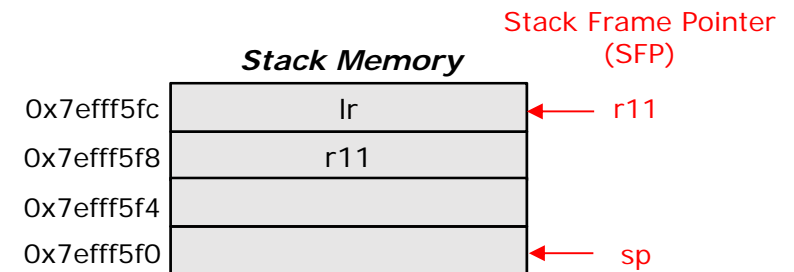 Stack Frame Pointer
(SFP)
Stack Memory
0x7efff5fc lr r11
0x7efff5f8 r11
0x7efff5f4
0x7efff5f0 sp